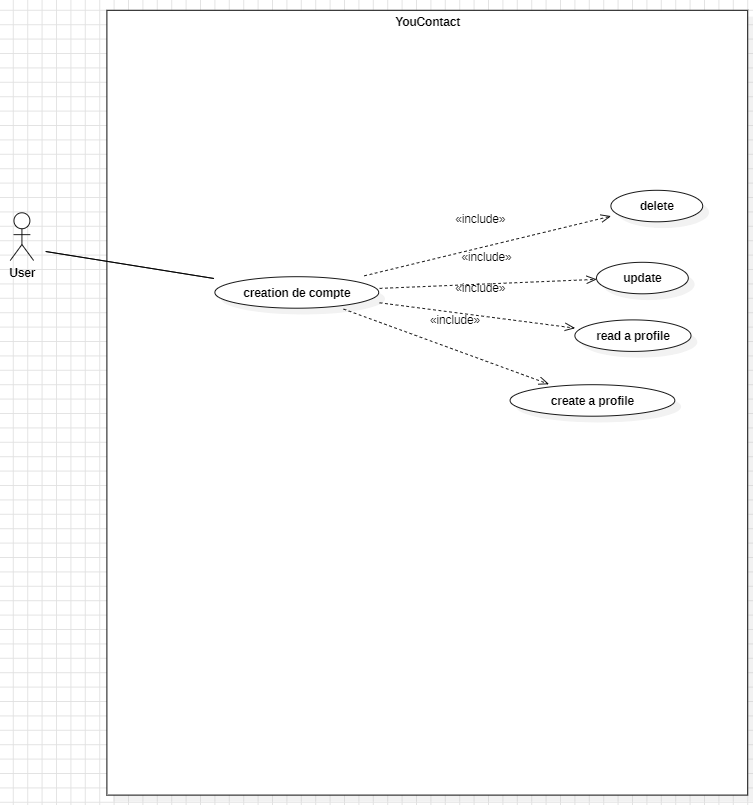 YouContact
User
creation de compte
«include»
delete
«include»
update
«include»
read a profile
«include»
create a profile